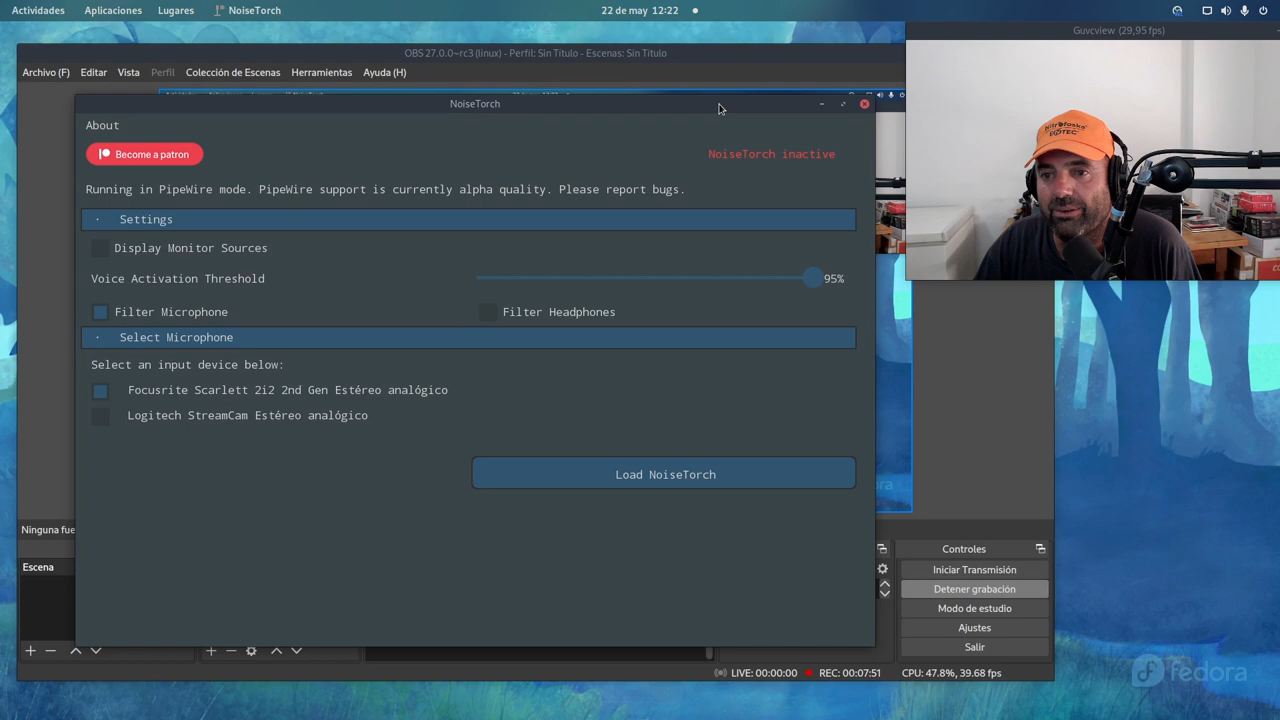 Actividades Aplicaciones Lugares NoiseTorch 22 de may 12:22
Guvcview (29,95 fps)
OBS 27.0.0~rc3 (linux) - Perfil: Sin Título - Escenas: Sin Título
Archivo (F) Editar Vista Perfil Colección de Escenas Herramientas Ayuda (H)
NoiseTorch
About
Become a patron
NoiseTorch inactive
Running in PipeWire mode. PipeWire support is currently alpha quality. Please report bugs.
Settings
Display Monitor Sources
Voice Activation Threshold 95%
Filter Microphone Filter Headphones
Select Microphone
Select an input device below:
Focusrite Scarlett 2i2 2nd Gen Estéreo analógico
Logitech StreamCam Estéreo analógico
Load NoiseTorch
Ninguna fue
Escena
Controles
Iniciar Transmisión
Detener grabación
Modo de estudio
Ajustes
Salir
LIVE: 00:00:00 REC: 00:07:51 CPU: 47.8%, 39.68 fps
fedora